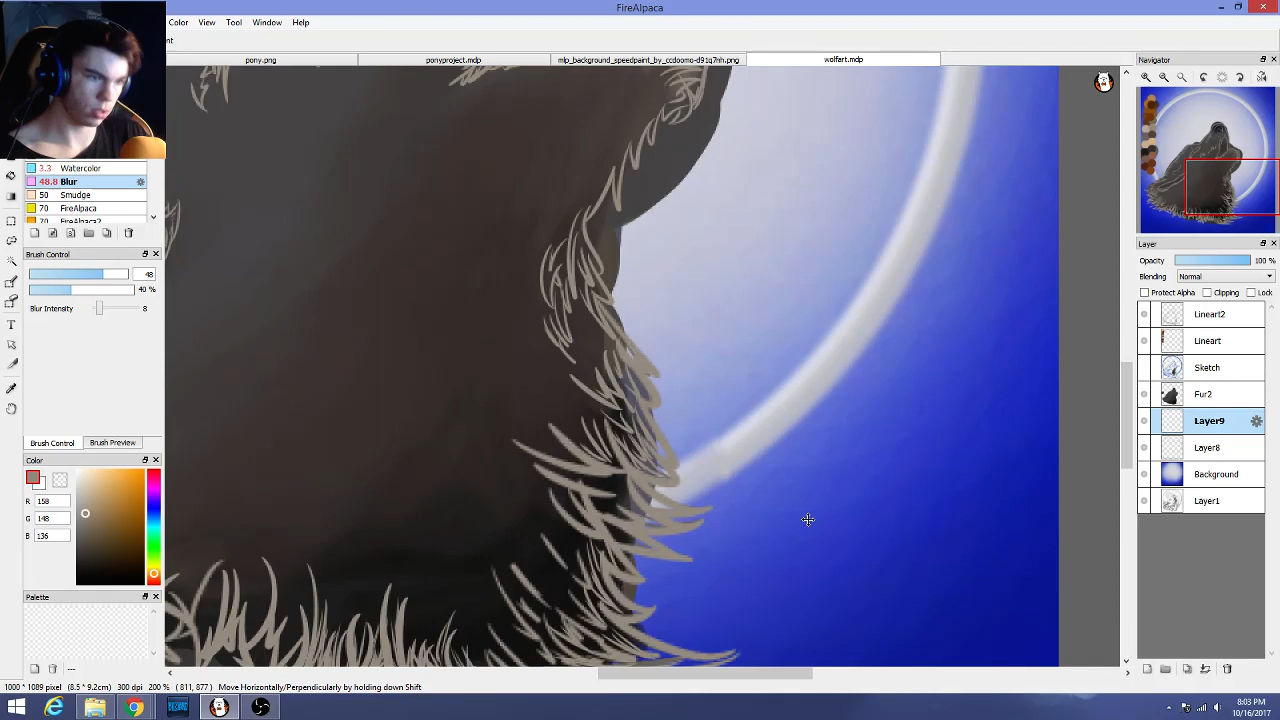 FireAlpaca
Color View Tool Window Help
nt
pony.png ponyproject.mdp mlp_background_speedpaint_by_ccdoomo-d91q7nh.png wolfart.mdp
Navigator
3.3 Watercolor
48.8 Blur
50 Smudge
70 FireAlpaca
70 FireAlpaca2
Brush Control
48
40 %
Blur Intensity 8
Brush Control Brush Preview
Color
R 158
G 148
B 136
Palette
---
Layer
Opacity 100 %
Blending Normal
Protect Alpha Clipping Lock
Lineart2
Lineart
Sketch
Fur2
Layer9
Layer8
Background
Layer1
1000 * 1089 pixel (8.5 * 9.2cm) 300 dpi 200 % ( 811, 877 ) Move Horizontally/Perpendicularly by holding down Shift
BLIZZARD
8:03 PM
10/16/2017